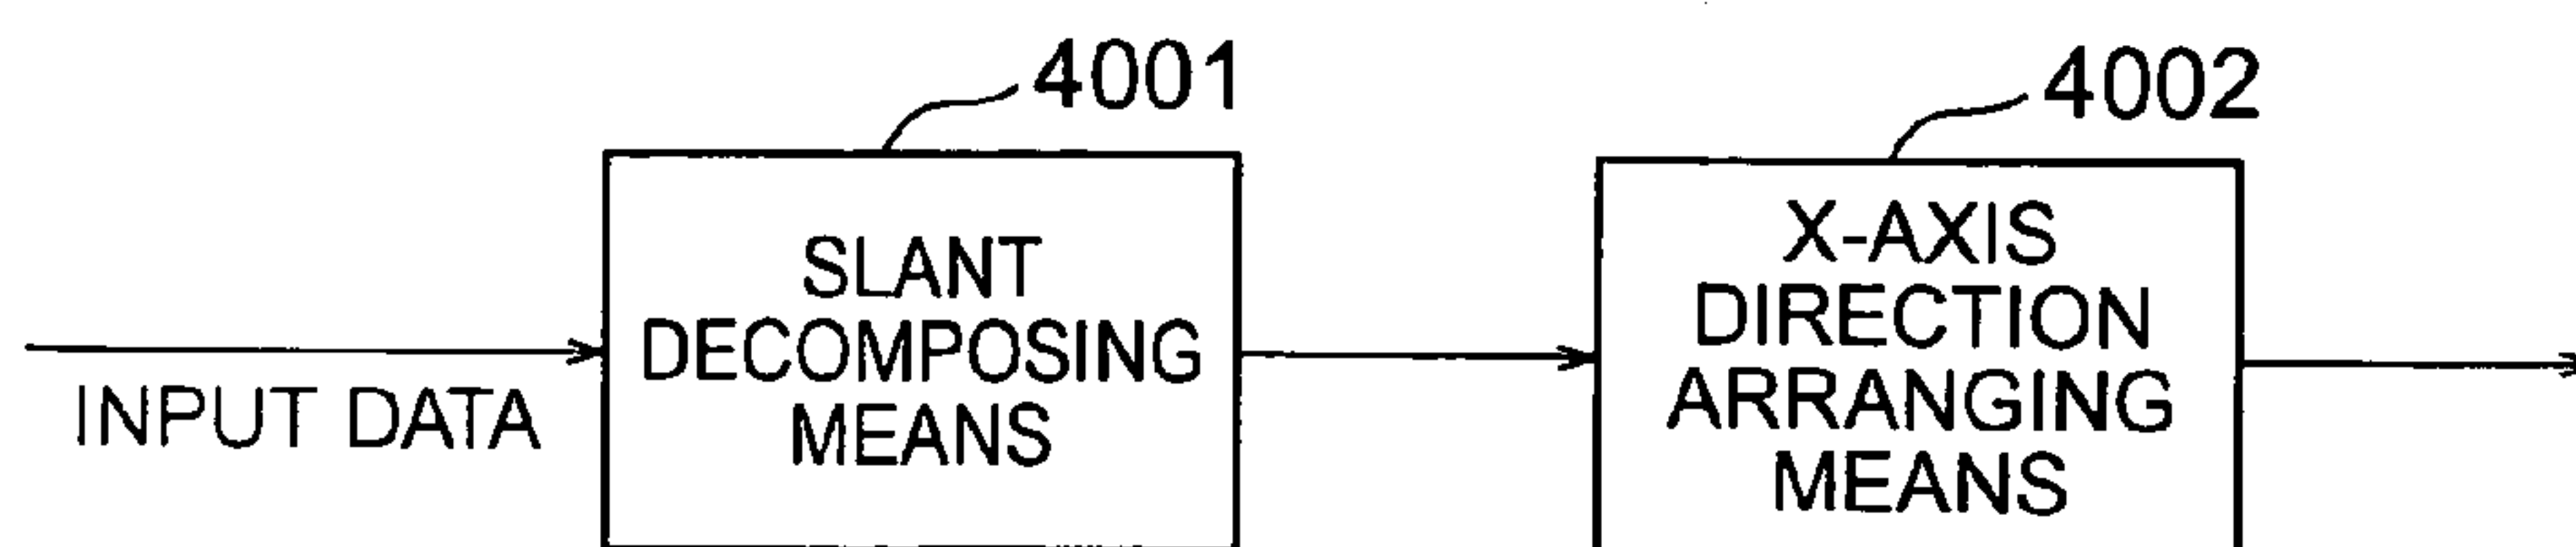 4001
4002
INPUT DATA
SLANT
DECOMPOSING
MEANS
X-AXIS
DIRECTION
ARRANGING
MEANS